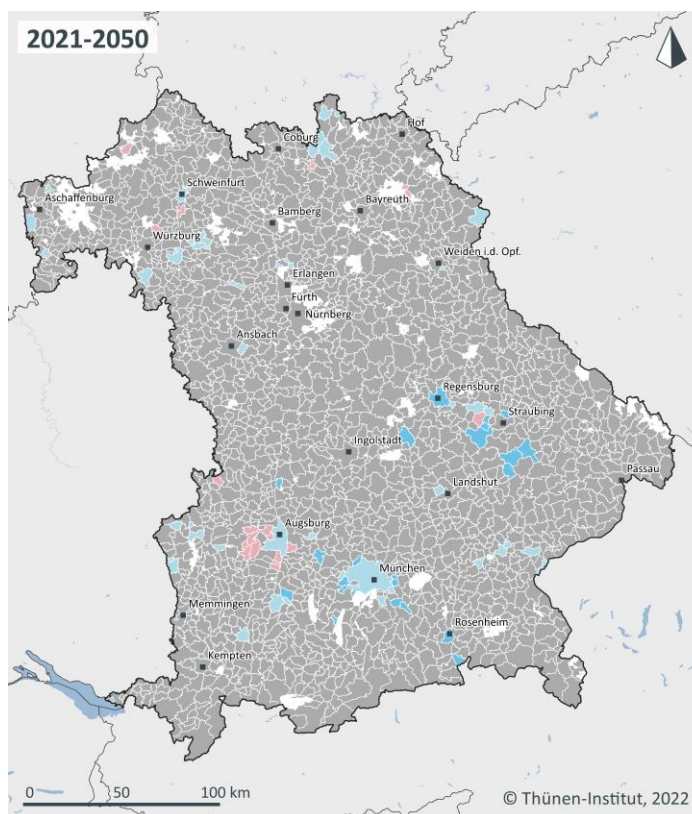 2021-2050
Hof
Coburg
Schweinfurt
Aschaffenburg
Bayreuth
Bamberg
Würzburg
Weiden i.d. Opf.
Erlangen
Fürth
Nürnberg
Ansbach
Regensburg
Straubing
Ingolstadt
Passau
Landshut
Augsburg
München
Memmingen
Rosenheim
Kempten
0 50 100 km
© Thünen-Institut, 2022